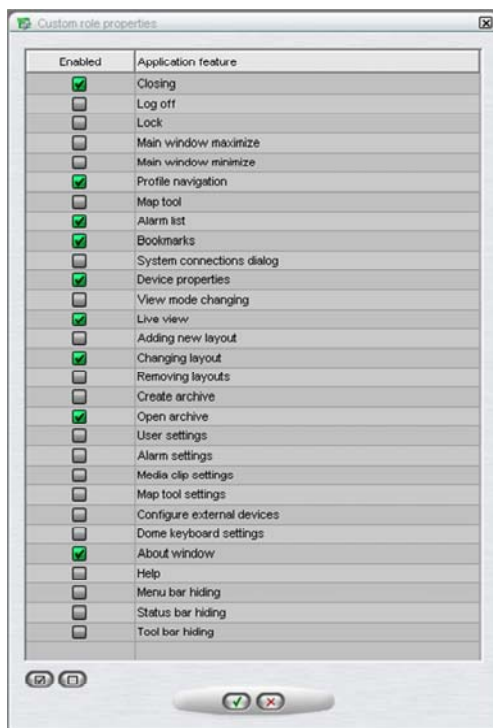 Custom role properties
Enabled Application feature
Closing
Log off
Lock
Main window maximize
Main window minimize
Profile navigation
Map tool
Alarm list
Bookmarks
System connections dialog
Device properties
View mode changing
Live view
Adding new layout
Changing layout
Removing layouts
Create archive
Open archive
User settings
Alarm settings
Media clip settings
Map tool settings
Configure external devices
Dome keyboard settings
About window
Help
Menu bar hiding
Status bar hiding
Tool bar hiding